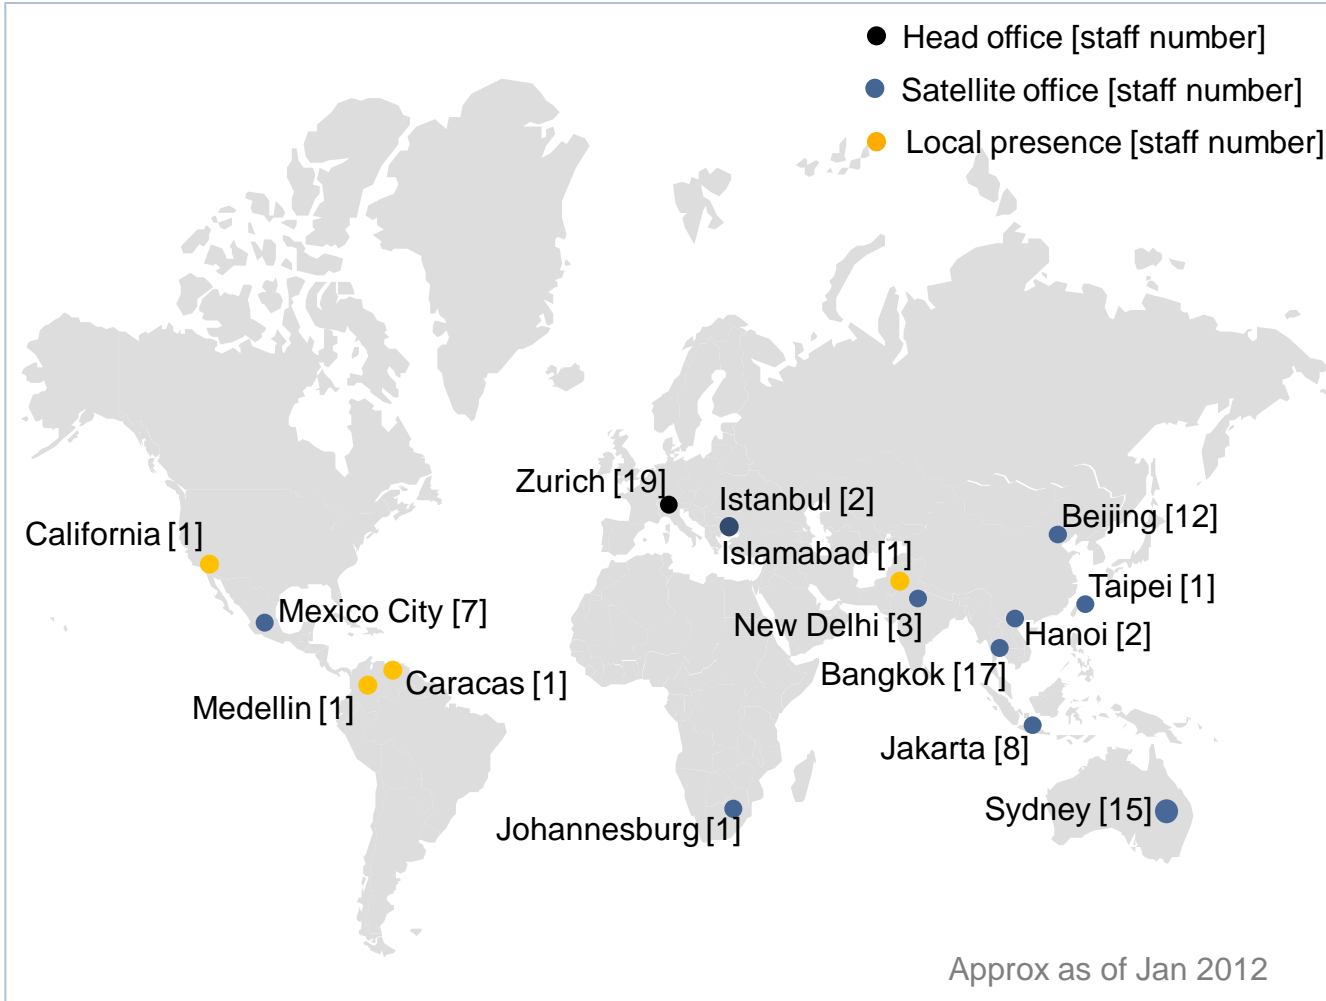 Head office [staff number]
Satellite office [staff number]
Local presence [staff number]
Zurich [19]
Istanbul [2]
Beijing [12]
California [1]
Islamabad [1]
Taipei [1]
Mexico City [7]
New Delhi [3]
Hanoi [2]
Bangkok [17]
Caracas [1]
Medellin [1]
Jakarta [8]
Sydney [15]
Johannesburg [1]
Approx as of Jan 2012